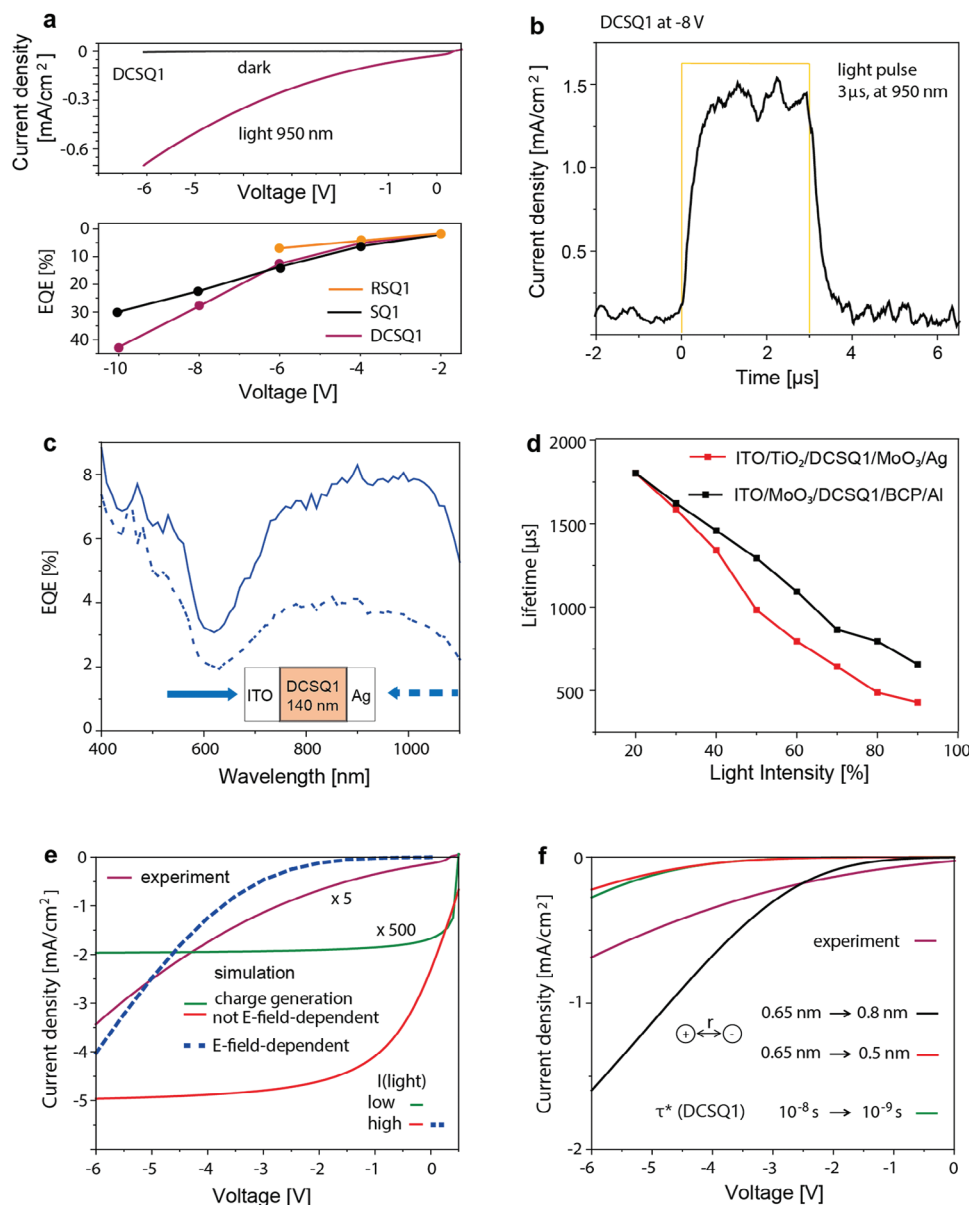 a
Current density
[mA/cm²]
0
-0.3
-0.6
DCSQ1
dark
light 950 nm
-6
-5
-1
0
Voltage [V]
EQE [%]
0
10
20
30
40
RSQ1
SQ1
DCSQ1
-10
-8
-6
-4
-2
Voltage [V]
b
DCSQ1 at -8 V
Current density [mA/cm²]
1.5
1.0
0.5
light pulse
3 µs, at 950 nm
-2
0
2
4
6
Time [µs]
c
EQE [%]
8
6
4
2
0
ITO
DCSQ1
140 nm
Ag
400
600
800
1000
Wavelength [nm]
d
Lifetime [µs]
2000
1500
1000
500
ITO/TiO₂/DCSQ1/MoO₃/Ag
ITO/MoO₃/DCSQ1/BCP/Al
20
40
60
80
100
Light Intensity [%]
e
Current density [mA/cm²]
0
-1
-2
-3
-4
-5
experiment
x 5
x 500
simulation
charge generation
not E-field-dependent
E-field-dependent
I(light)
low
high
-6
-5
-4
-3
-2
-1
0
Voltage [V]
f
Current density [mA/cm²]
0
-1
-2
experiment
+ r -
0.65 nm → 0.8 nm
0.65 nm → 0.5 nm
τ* (DCSQ1) 10⁻⁸ s → 10⁻⁹ s
-6
-5
-4
-3
-2
-1
0
Voltage [V]